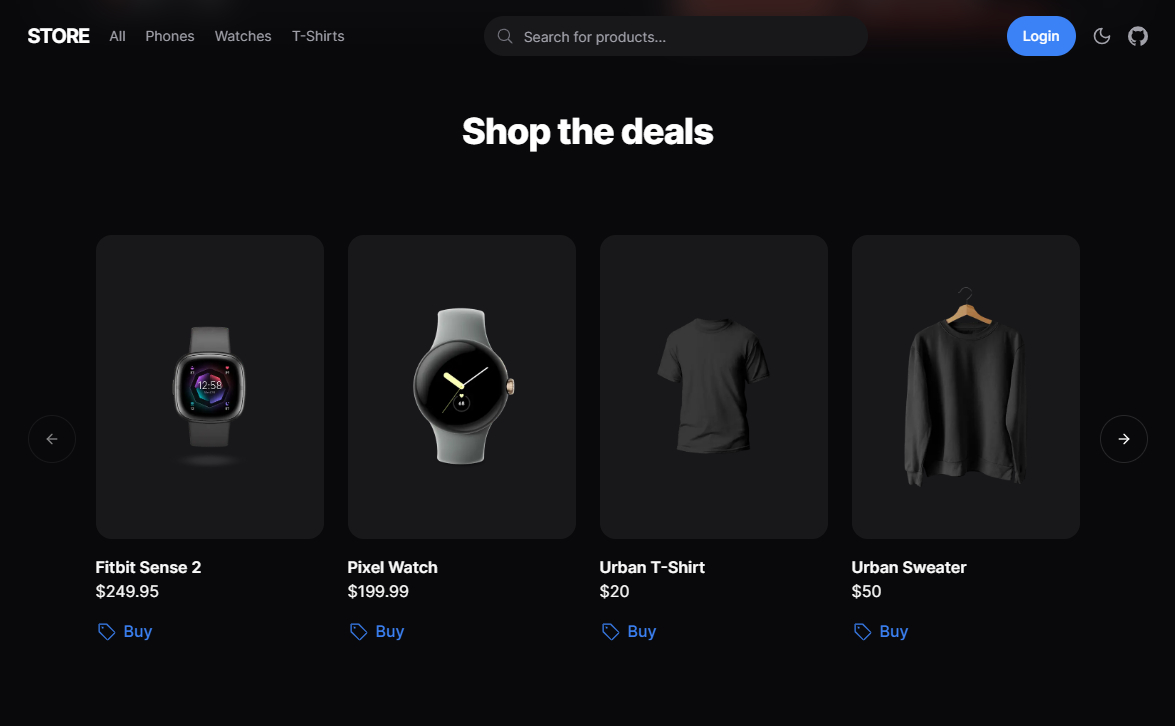 STORE All Phones Watches T-Shirts Search for products... Login
Shop the deals
12:58
Fitbit Sense 2 Pixel Watch Urban T-Shirt Urban Sweater
$249.95 $199.99 $20 $50
Buy Buy Buy Buy